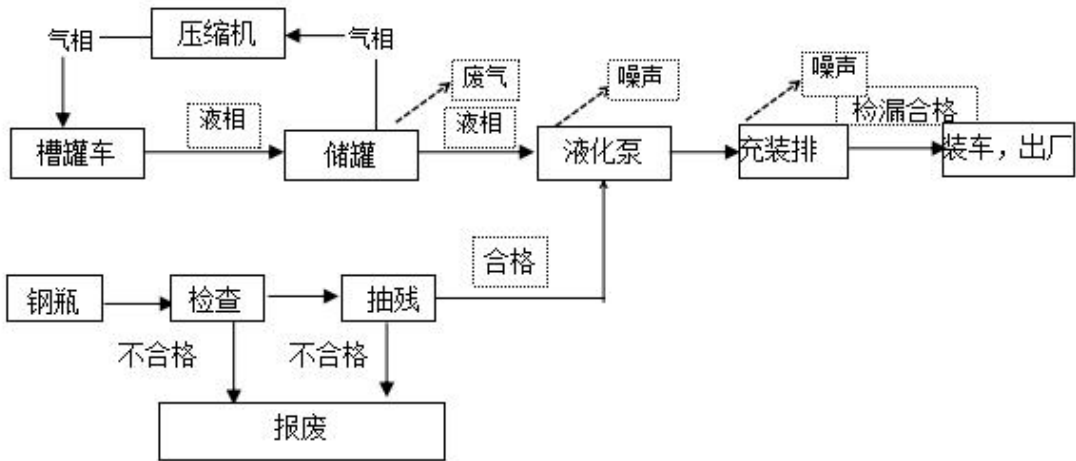 气相
压缩机
气相
废气
噪声
噪声
液相
液相
检漏合格
槽罐车
储罐
液化泵
充装排
装车，出厂
合格
钢瓶
检查
抽残
不合格
不合格
报废